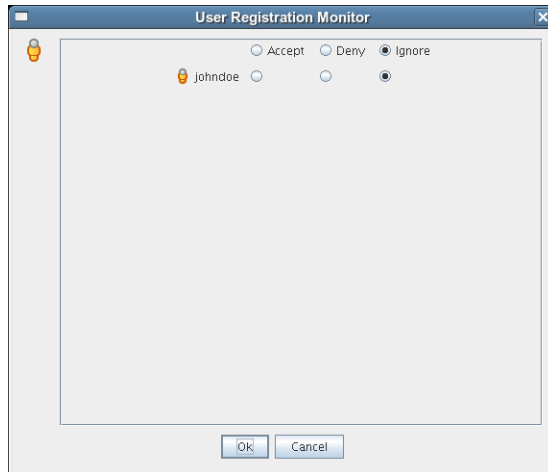 User Registration Monitor
Accept Deny Ignore
johndoe
Ok Cancel